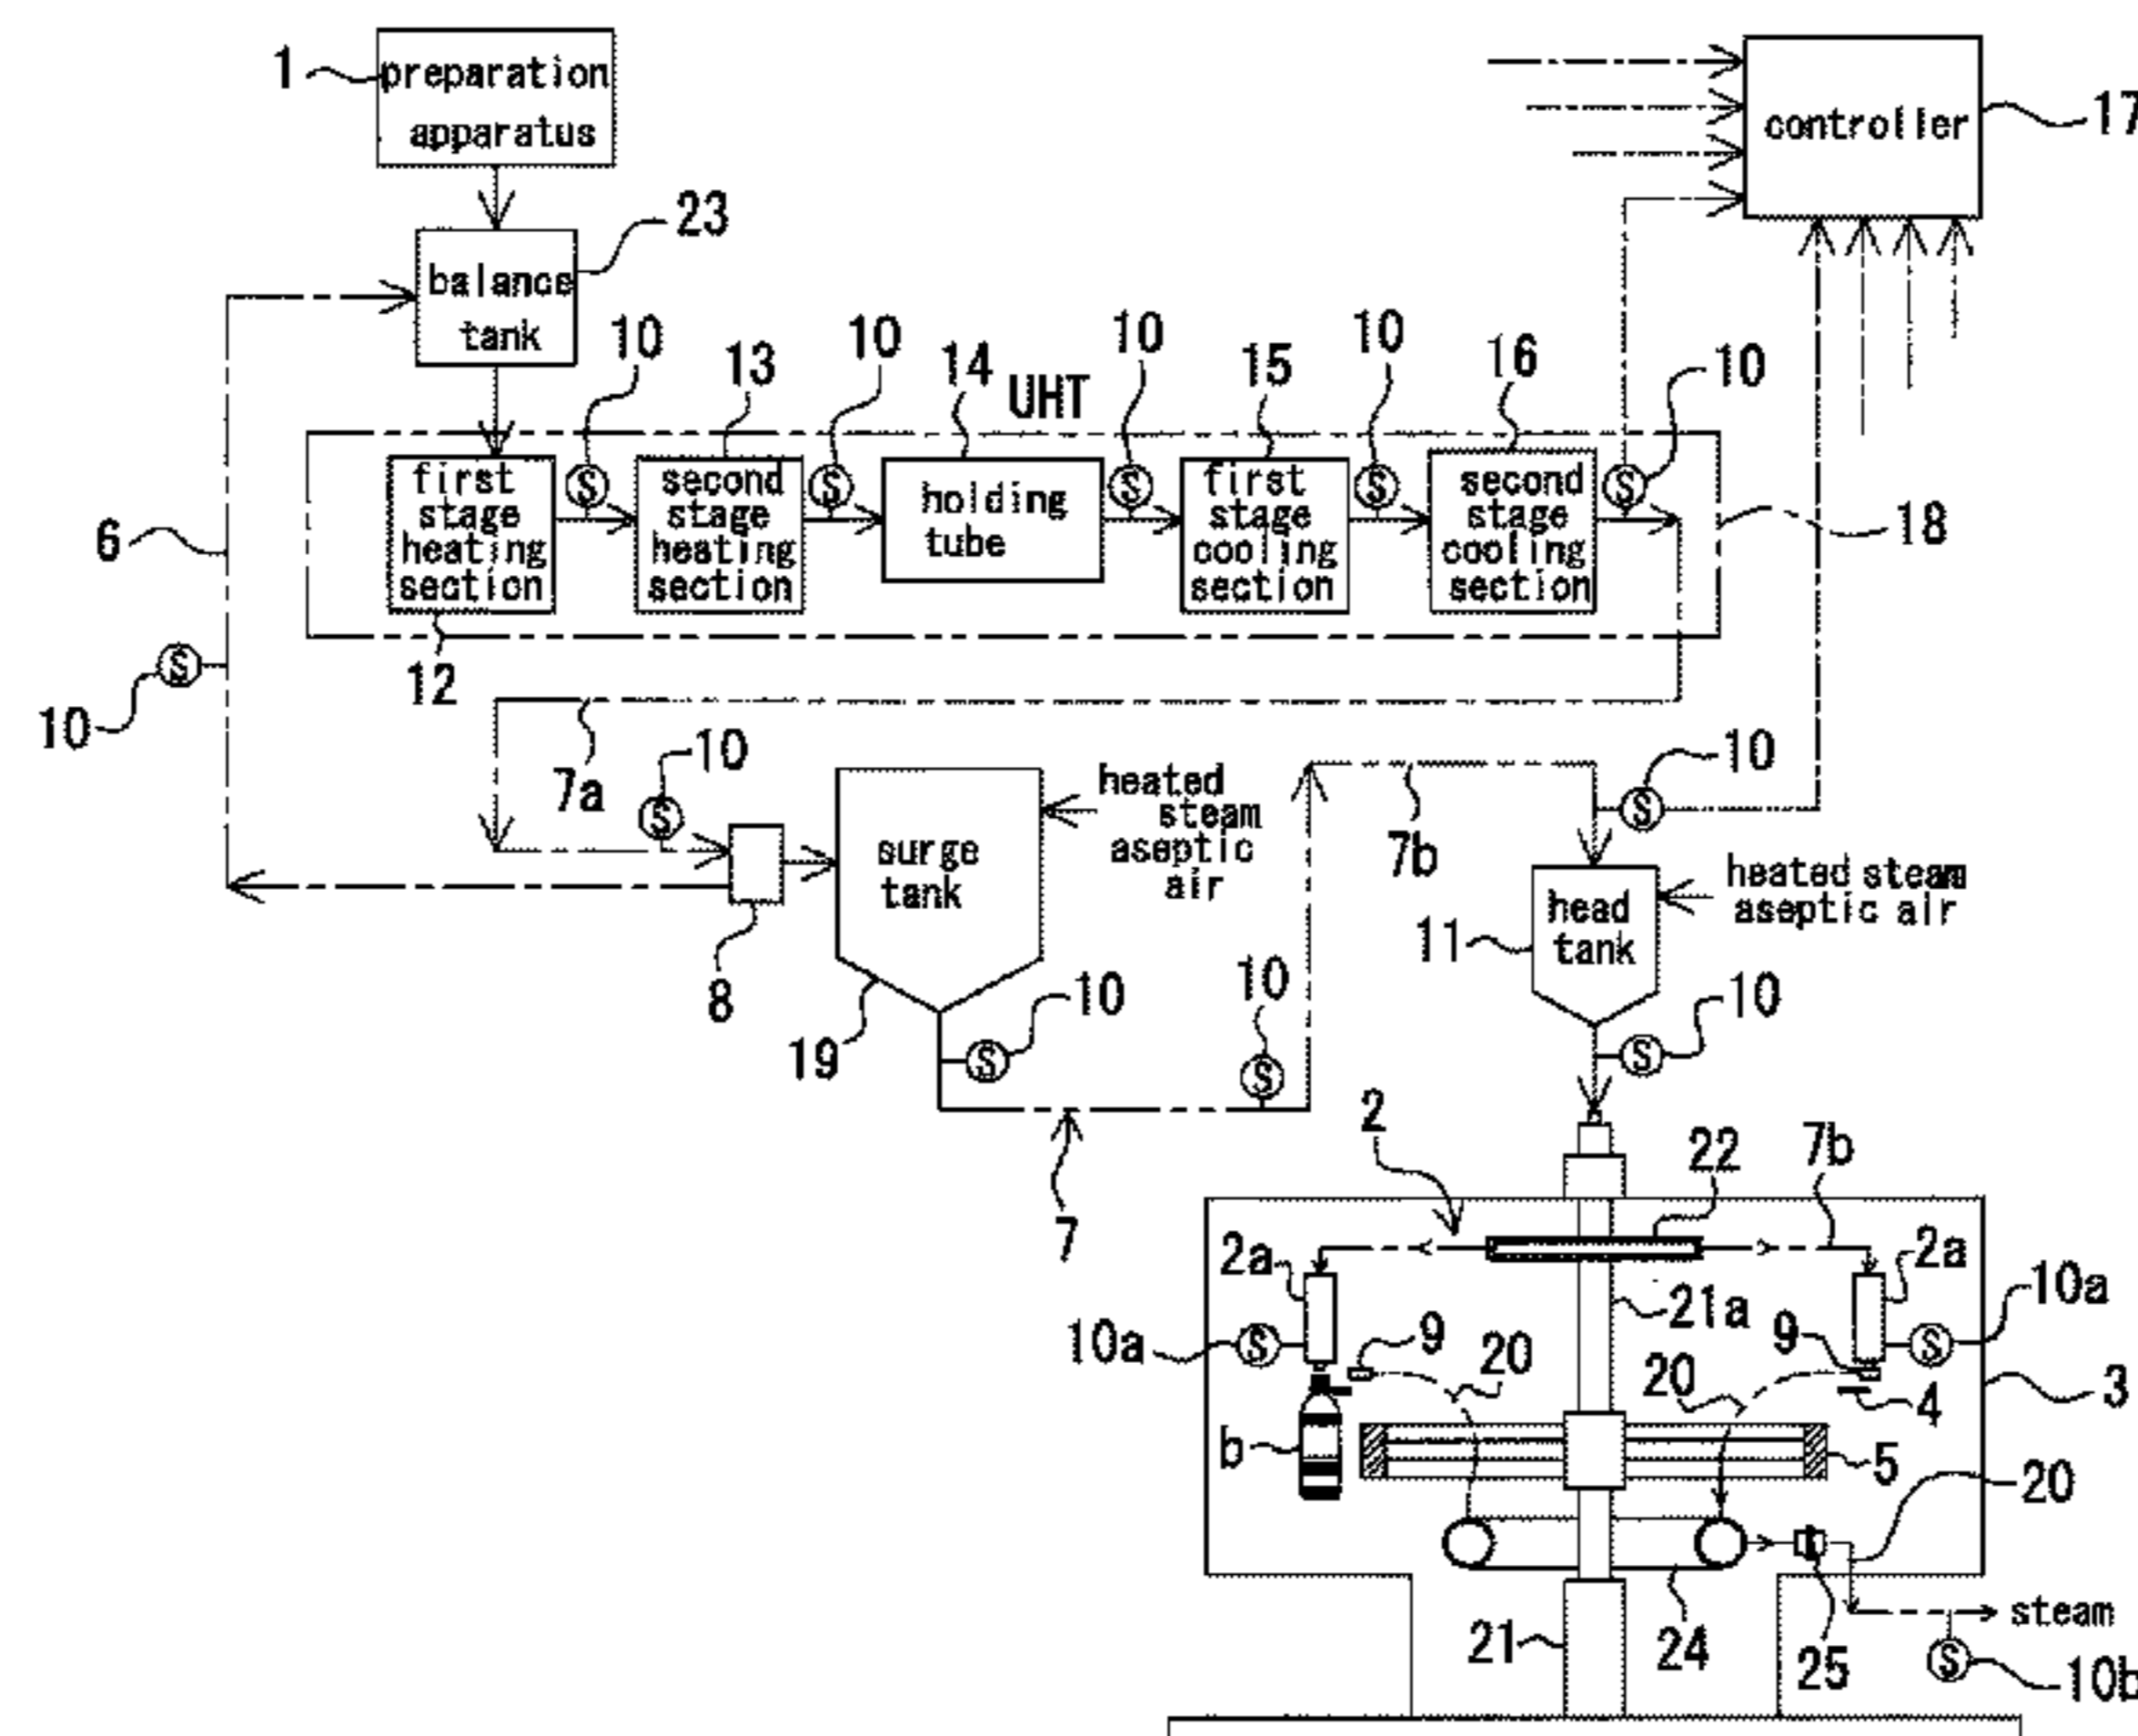 1
preparation
apparatus
controller
17
23
balance
tank
10
13
10
14
UHT
10
15
10
16
10
first
stage
heating
section
second
stage
heating
section
holding
tube
first
stage
cooling
section
second
stage
cooling
section
6
18
12
10
7a
10
heated
steam
aseptic
air
surge
tank
7b
10
heated steam
aseptic air
head
tank
11
8
19
10
10
10
7
2
22
7b
2a
2a
10a
21a
10a
9
9
20
20
4
3
b
5
20
21
24
25
steam
10b
S
S
S
S
S
S
S
S
S
S
S
S
S
S